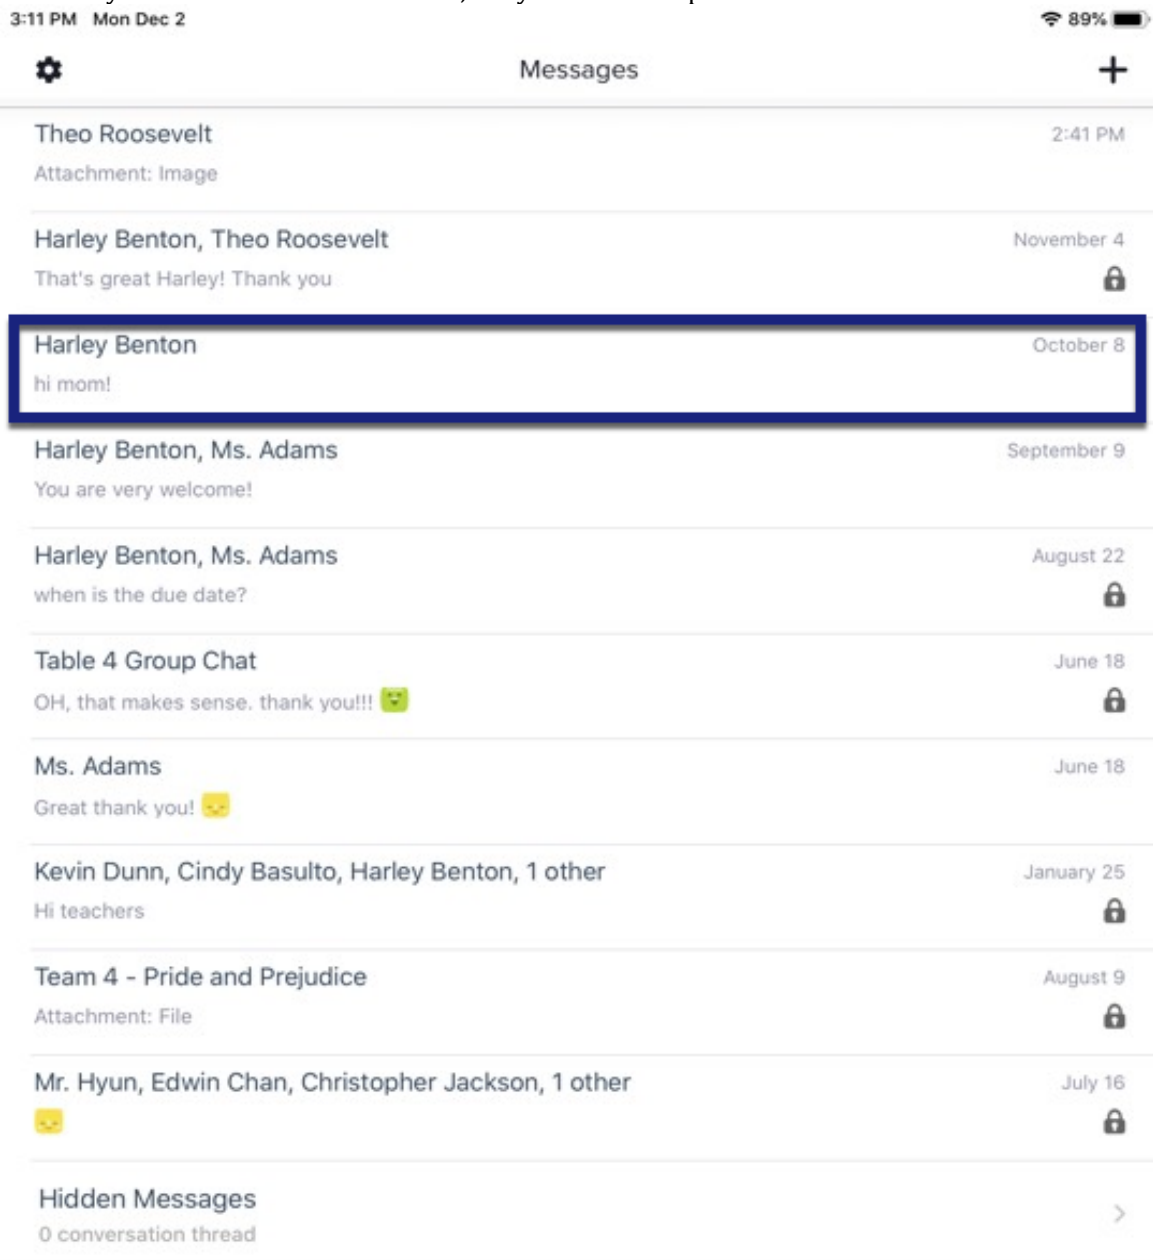 3:11 PM Mon Dec 2 89%
Messages
Theo Roosevelt 2:41 PM
Attachment: Image
Harley Benton, Theo Roosevelt November 4
That's great Harley! Thank you
Harley Benton October 8
hi mom!
Harley Benton, Ms. Adams September 9
You are very welcome!
Harley Benton, Ms. Adams August 22
when is the due date?
Table 4 Group Chat June 18
OH, that makes sense. thank you!!!
Ms. Adams June 18
Great thank you!
Kevin Dunn, Cindy Basulto, Harley Benton, 1 other January 25
Hi teachers
Team 4 - Pride and Prejudice August 9
Attachment: File
Mr. Hyun, Edwin Chan, Christopher Jackson, 1 other July 16
Hidden Messages
0 conversation thread